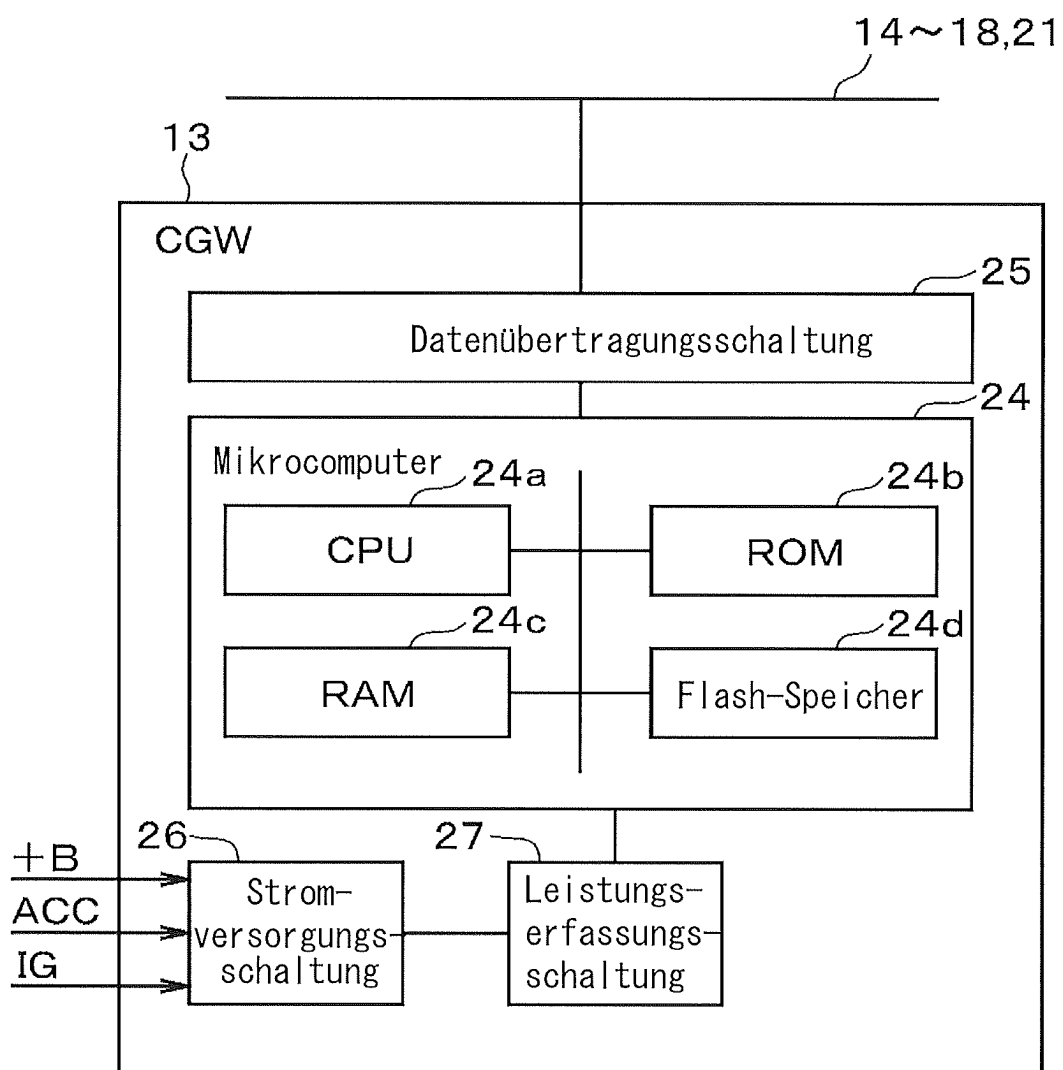 14～18,21
13
CGW
25
Datenübertragungsschaltung
24
Mikrocomputer
24a
24b
CPU
ROM
24c
24d
RAM
Flash-Speicher
26
27
+B
ACC
IG
Strom-
versorgungs-
schaltung
Leistungs-
erfassungs-
schaltung